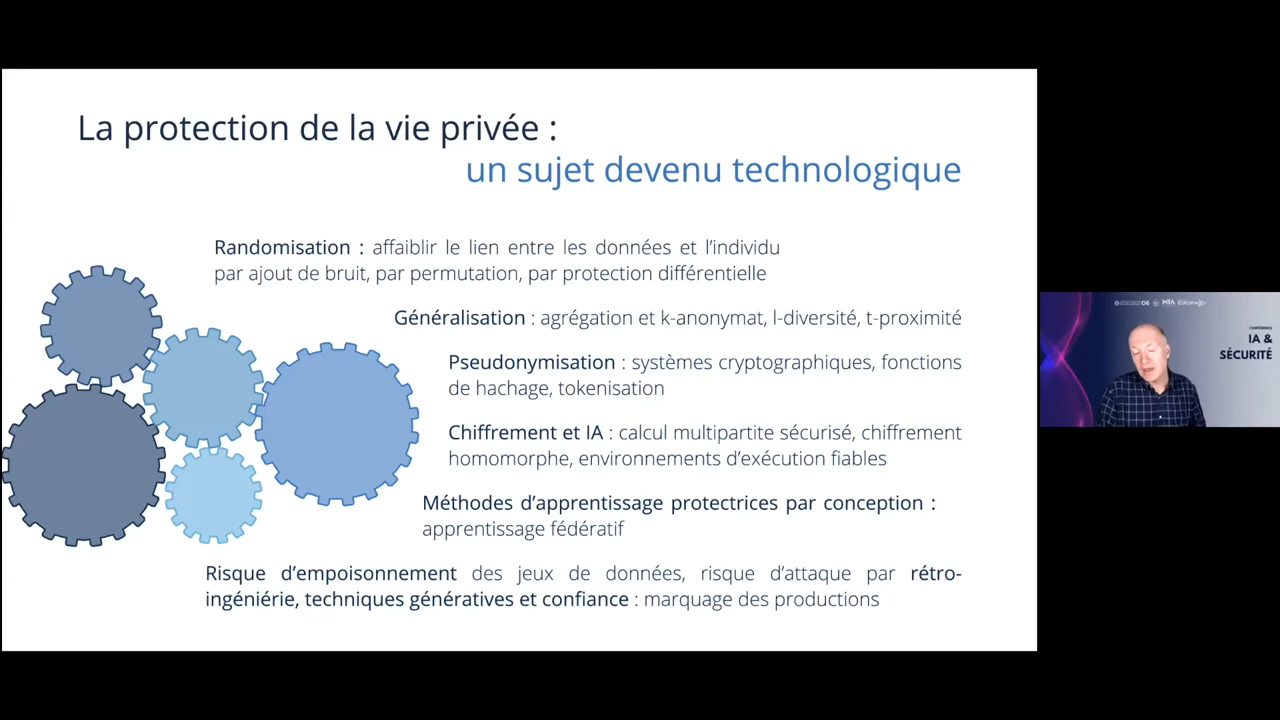 La protection de la vie privée :
un sujet devenu technologique
Randomisation : affaiblir le lien entre les données et l'individu
par ajout de bruit, par permutation, par protection différentielle
Généralisation : agrégation et k-anonymat, l-diversité, t-proximité
Pseudonymisation : systèmes cryptographiques, fonctions
de hachage, tokenisation
Chiffrement et IA : calcul multipartite sécurisé, chiffrement
homomorphe, environnements d'exécution fiables
Méthodes d'apprentissage protectrices par conception :
apprentissage fédératif
Risque d'empoisonnement des jeux de données, risque d'attaque par rétro-
ingéniérie, techniques génératives et confiance : marquage des productions
06 MIA
CONFÉRENCE
IA &
SÉCURITÉ